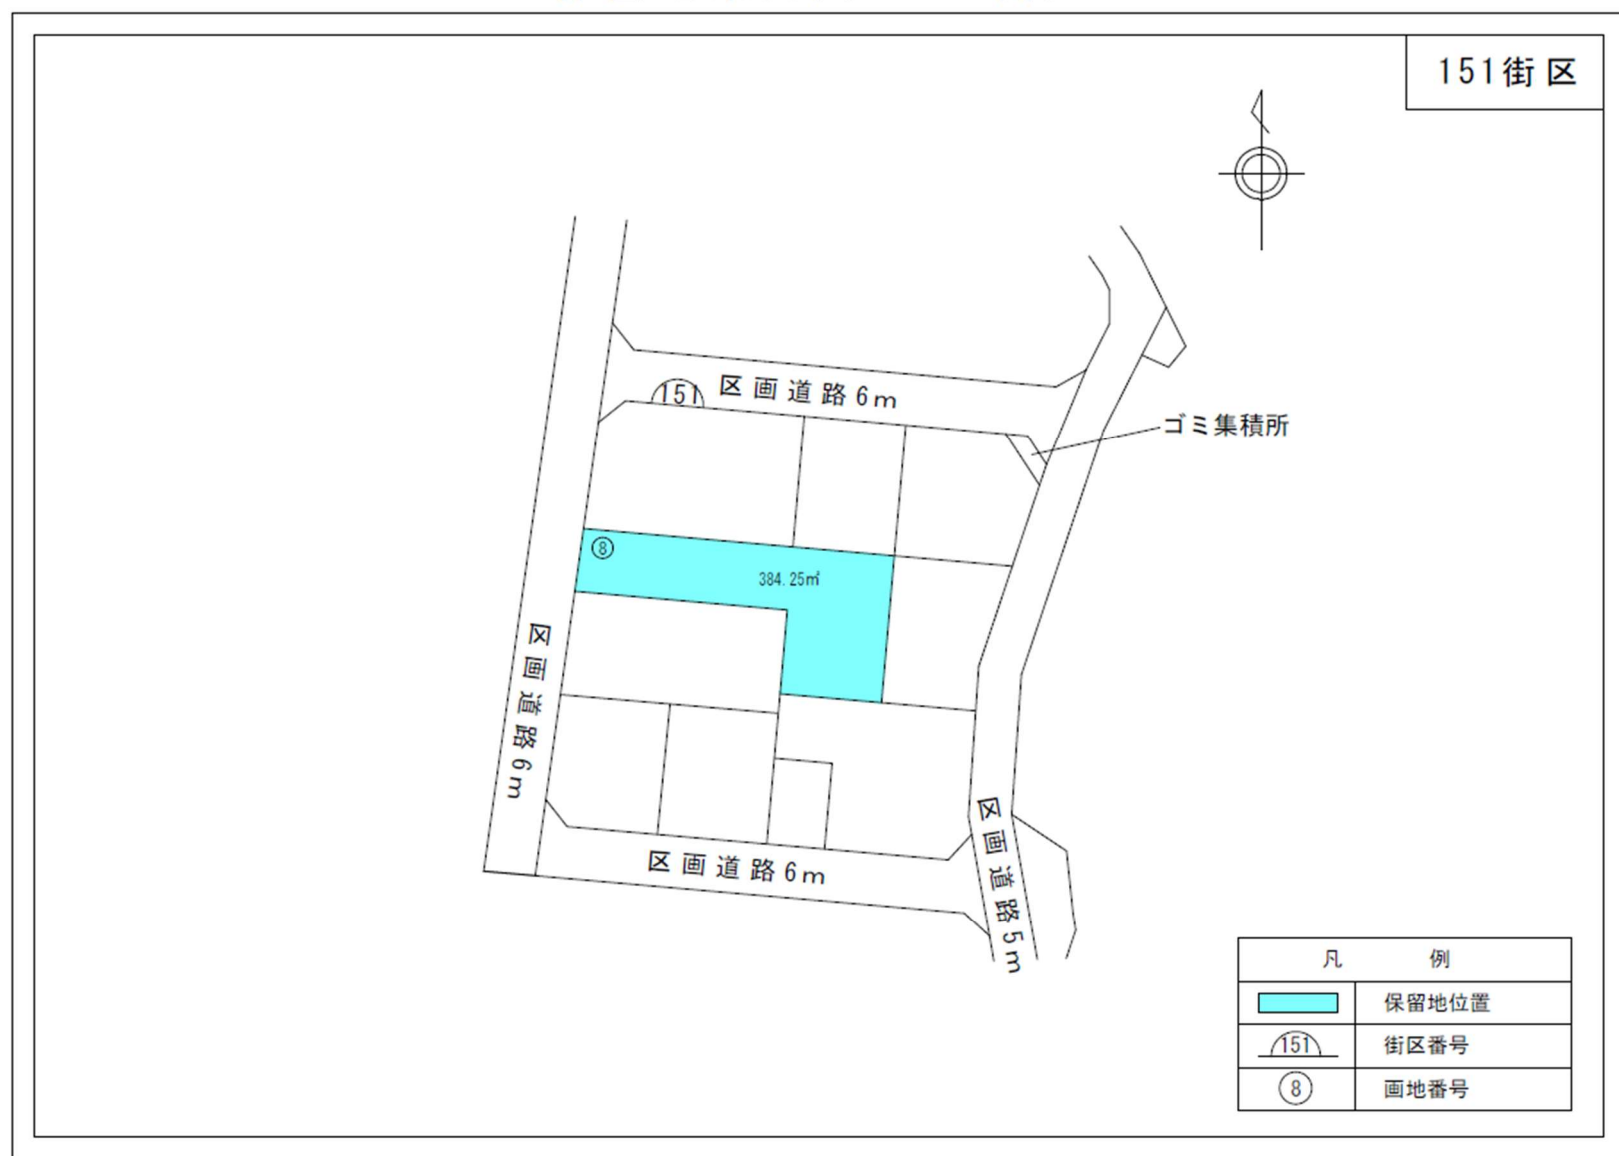 151街区
151
区画道路6m
ゴミ集積所
8
384.25㎡
区画道路6m
区画道路6m
区画道路5m
凡例
保留地位置
151
街区番号
8
画地番号